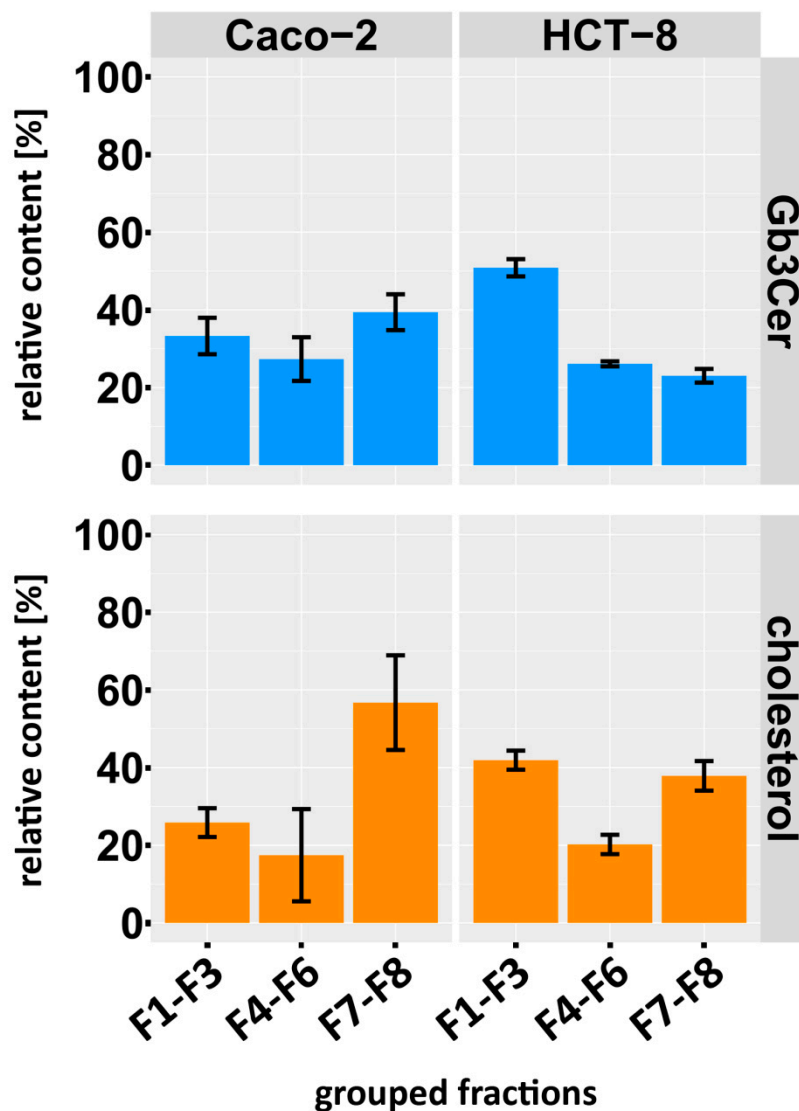 Caco−2 HCT−8
relative content [%]
100
80
60
40
20
0
Gb3Cer
relative content [%]
100
80
60
40
20
0
cholesterol
F1-F3 F4-F6 F7-F8 F1-F3 F4-F6 F7-F8
grouped fractions